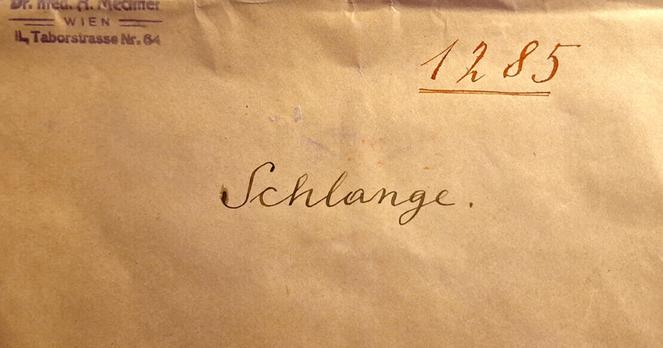 Dr. med. A.
WIEN
II., Taborstrasse Nr. 64
1285
Schlange.